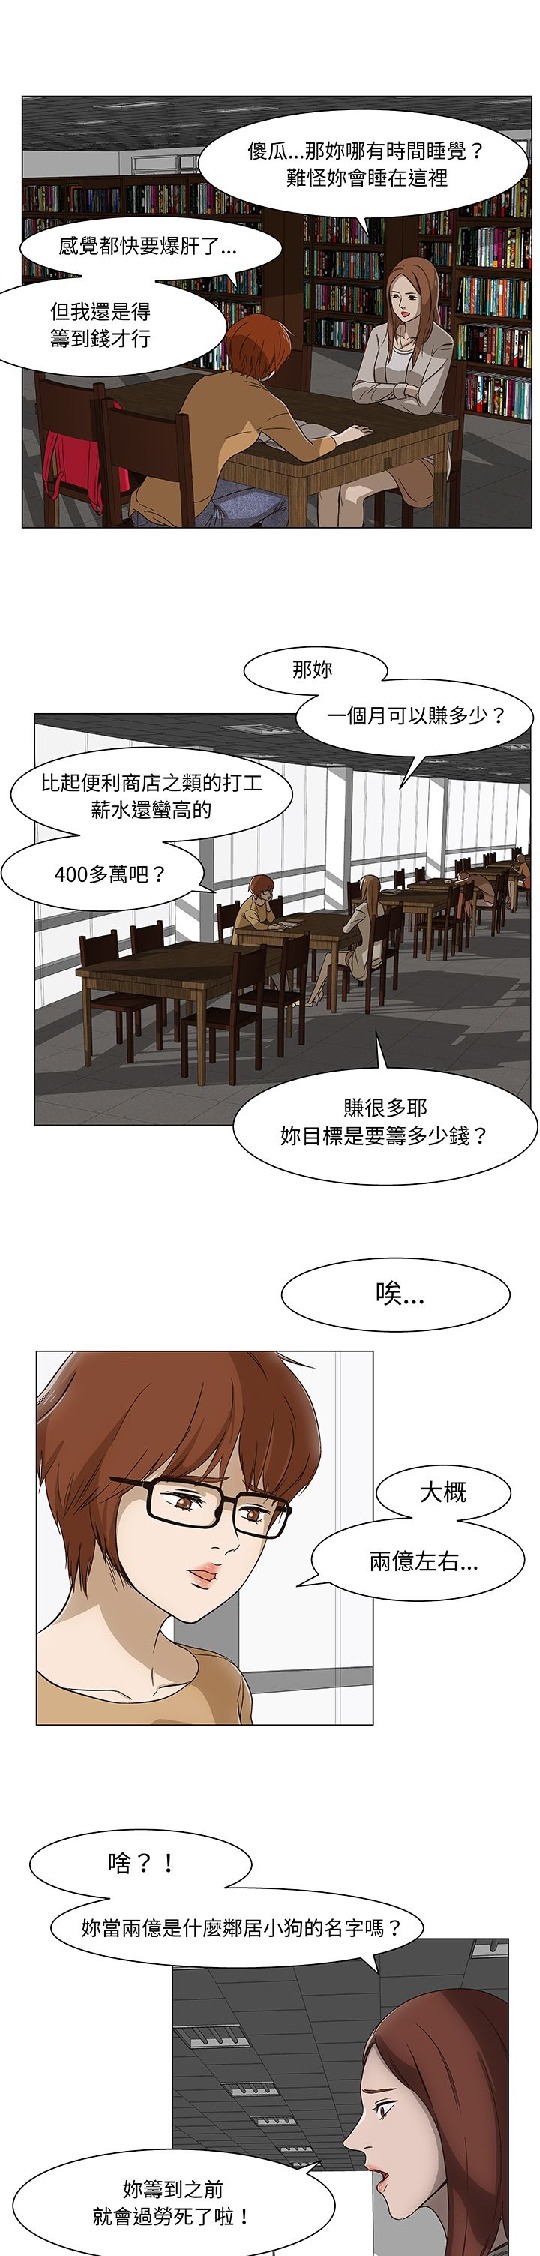 傻瓜...那妳哪有時間睡覺？
難怪妳會睡在這裡
感覺都快要爆肝了...
但我還是得
籌到錢才行
那妳
一個月可以賺多少？
比起便利商店之類的打工
薪水還蠻高的
400多萬吧？
賺很多耶
妳目標是要籌多少錢？
唉...
大概
兩億左右...
啥？！
妳當兩億是什麼鄰居小狗的名字嗎？
妳籌到之前
就會過勞死了啦！